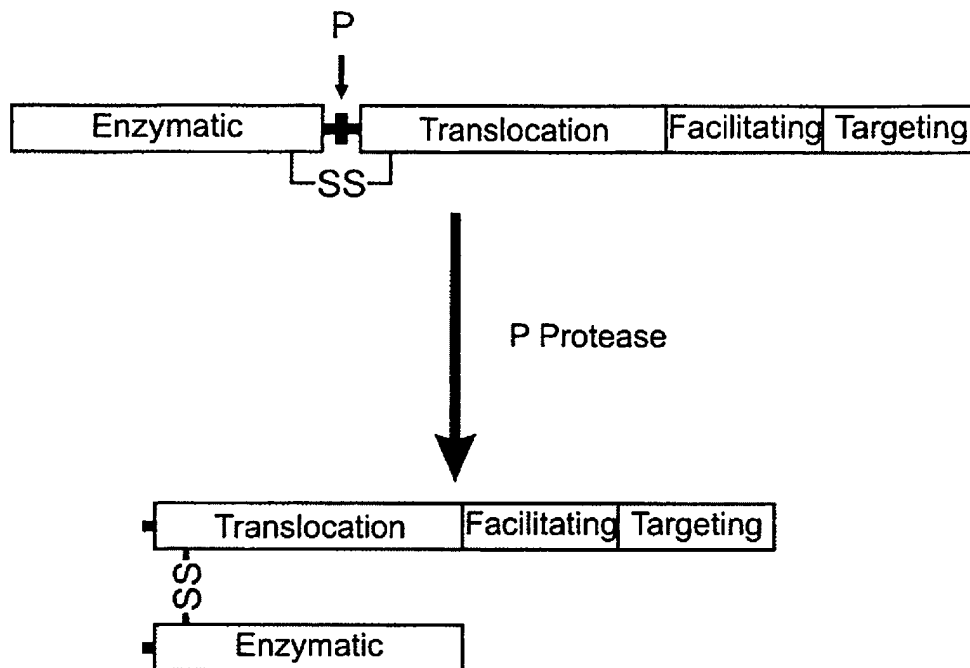 P
Enzymatic Translocation Facilitating Targeting
SS
P Protease
Translocation Facilitating Targeting
SS
Enzymatic